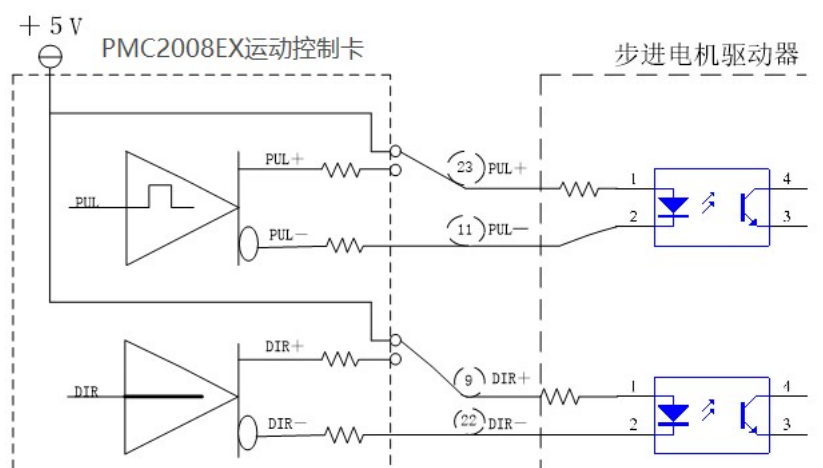 ＋5V
PMC2008EX运动控制卡
步进电机驱动器
PUL＋
23 PUL＋
1
4
PUL
2
3
PUL－
11 PUL－
DIR＋
9 DIR＋
1
4
DIR
2
3
DIR－
22 DIR－